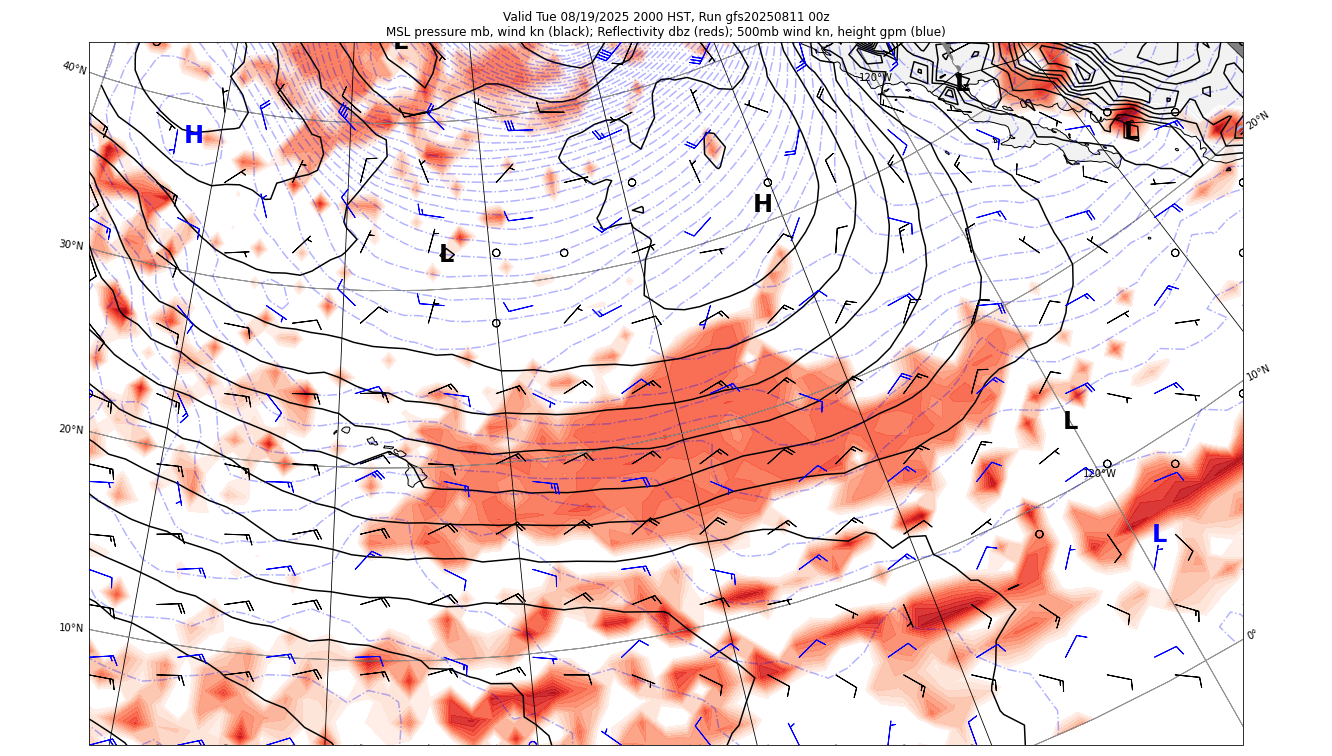 Valid Tue 08/19/2025 2000 HST, Run gfs20250811 00z
MSL pressure mb, wind kn (black); Reflectivity dbz (reds); 500mb wind kn, height gpm (blue)
L
40°N
120°W
L
20°N
H
L
H
30°N
L
10°N
20°N
L
120°W
L
10°N
0°